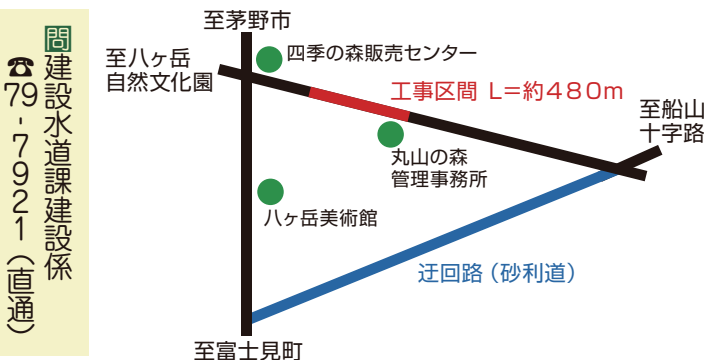 問建設水道課建設係
☎79-7921（直通）
至茅野市
四季の森販売センター
至八ヶ岳
自然文化園
工事区間 L=約480m
至船山
十字路
丸山の森
管理事務所
八ヶ岳美術館
迂回路（砂利道）
至富士見町